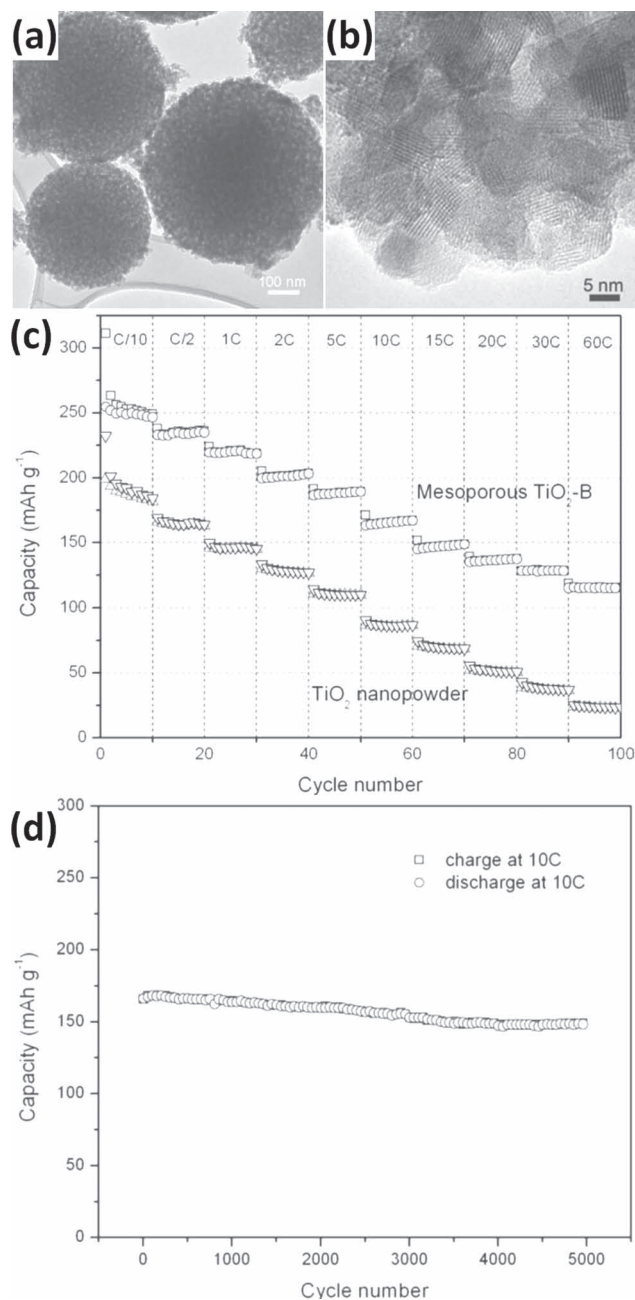 (a)
100 nm
(b)
5 nm
(c)
300
250
200
150
100
50
0
Capacity (mAh g⁻¹)
C/10 C/2 1C 2C 5C 10C 15C 20C 30C 60C
Mesoporous TiO₂-B
TiO₂ nanopowder
0 20 40 60 80 100
Cycle number
(d)
300
250
200
150
100
50
0
Capacity (mAh g⁻¹)
charge at 10C
discharge at 10C
0 1000 2000 3000 4000 5000
Cycle number